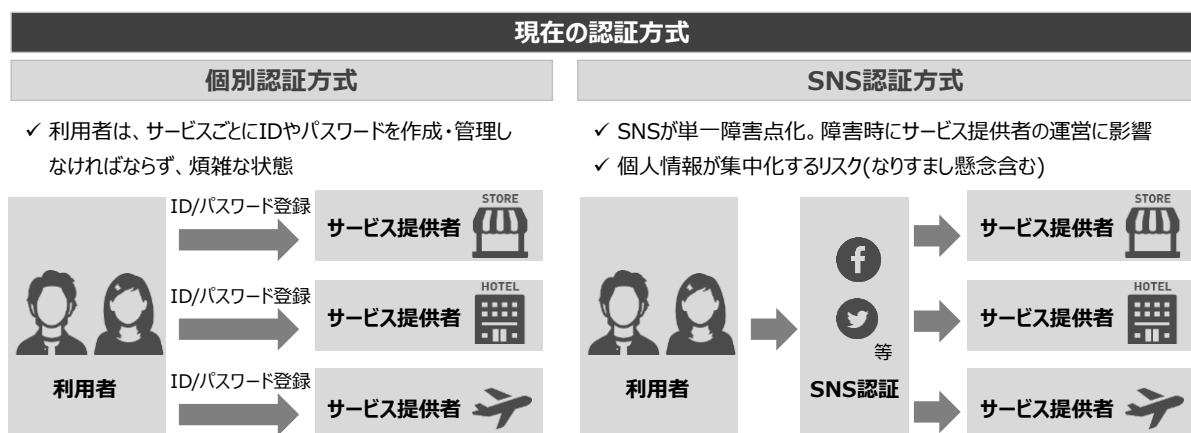 現在の認証方式
個別認証方式
✓ 利用者は、サービスごとにIDやパスワードを作成・管理し
なければならず、煩雑な状態
ID/パスワード登録
サービス提供者
STORE
ID/パスワード登録
サービス提供者
HOTEL
ID/パスワード登録
サービス提供者
利用者
SNS認証方式
✓ SNSが単一障害点化。障害時にサービス提供者の運営に影響
✓ 個人情報が集中化するリスク(なりすまし懸念含む)
利用者
f
等
SNS認証
サービス提供者
STORE
サービス提供者
HOTEL
サービス提供者